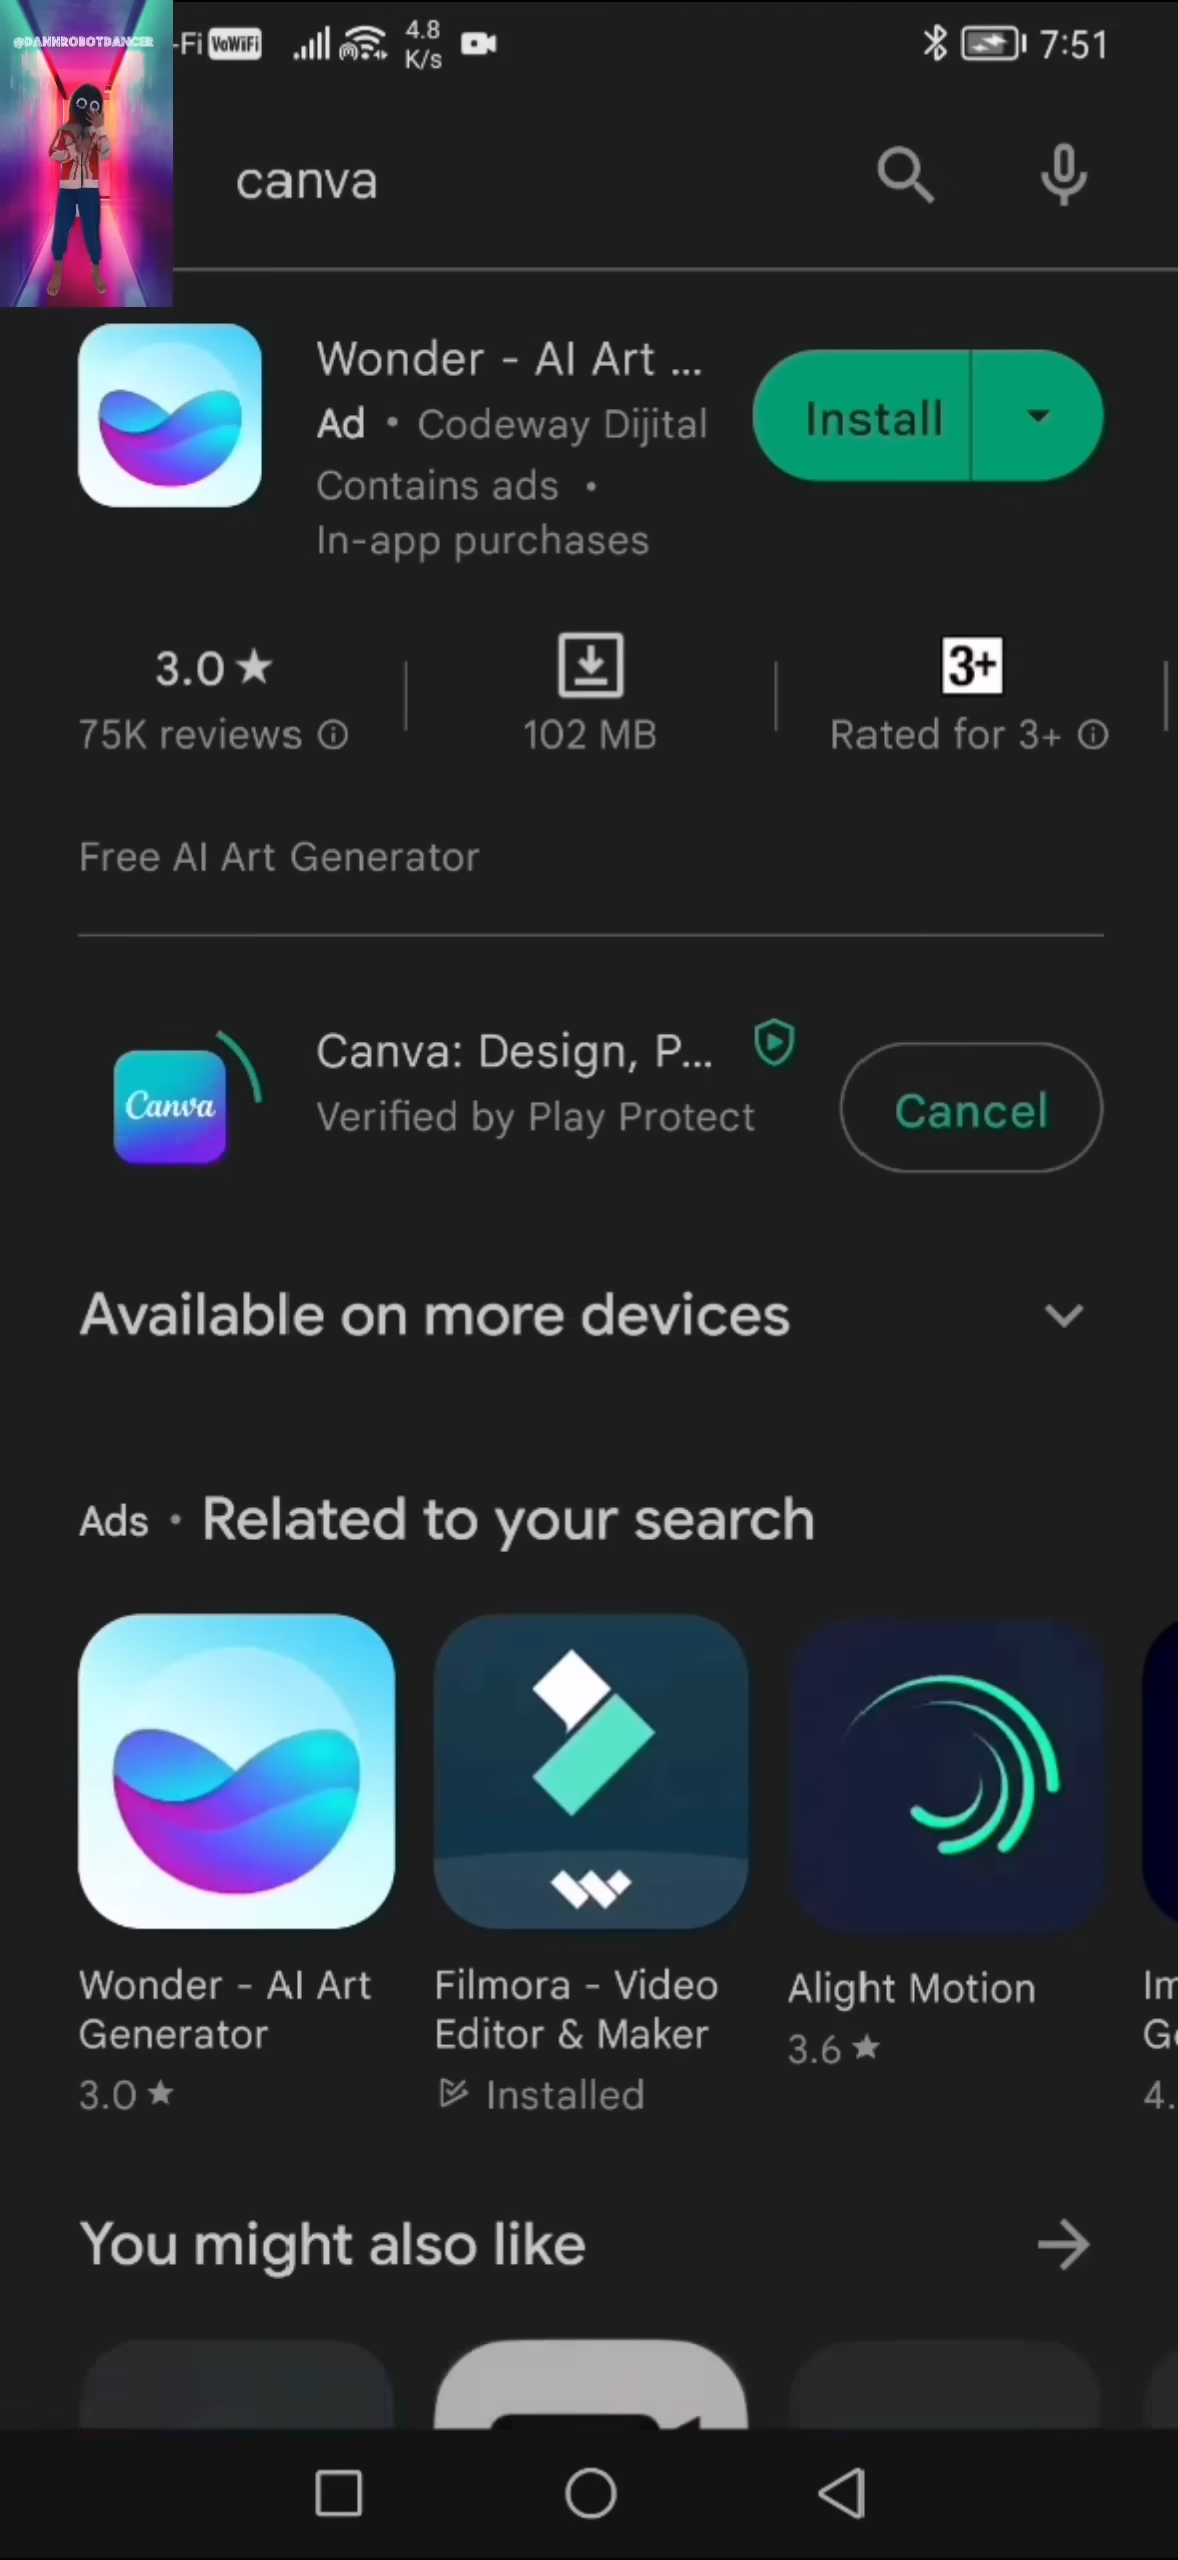 @DANNROBOTDANCER
-Fi VoWiFi 4.8 K/s 7:51
canva
Wonder - AI Art ...
Ad • Codeway Dijital
Install
Contains ads •
In-app purchases
3.0 ★
75K reviews
102 MB
3+
Rated for 3+
Free AI Art Generator
Canva
Canva: Design, P...
Verified by Play Protect
Cancel
Available on more devices
Ads • Related to your search
Wonder - AI Art
Generator
3.0 ★
Filmora - Video
Editor & Maker
Installed
Alight Motion
3.6 ★
Im
G
4.
You might also like